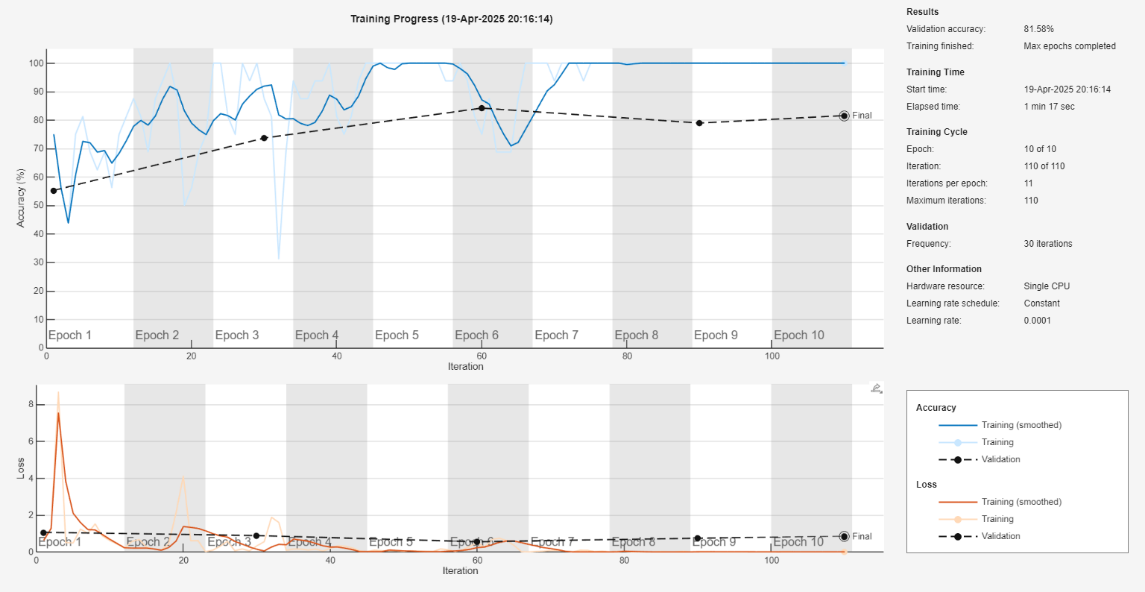 Training Progress (19-Apr-2025 20:16:14)
Accuracy (%)
100
90
80
70
60
50
40
30
20
10
0
Final
Epoch 1 Epoch 2 Epoch 3 Epoch 4 Epoch 5 Epoch 6 Epoch 7 Epoch 8 Epoch 9 Epoch 10
0 20 40 60 80 100
Iteration
Loss
8
6
4
2
0
Final
Epoch 1 Epoch 2 Epoch 3 Epoch 4 Epoch 5 Epoch 6 Epoch 7 Epoch 8 Epoch 9 Epoch 10
0 20 40 60 80 100
Iteration
Results
Validation accuracy: 81.58%
Training finished: Max epochs completed
Training Time
Start time: 19-Apr-2025 20:16:14
Elapsed time: 1 min 17 sec
Training Cycle
Epoch: 10 of 10
Iteration: 110 of 110
Iterations per epoch: 11
Maximum iterations: 110
Validation
Frequency: 30 iterations
Other Information
Hardware resource: Single CPU
Learning rate schedule: Constant
Learning rate: 0.0001
Accuracy
Training (smoothed)
Training
Validation
Loss
Training (smoothed)
Training
Validation